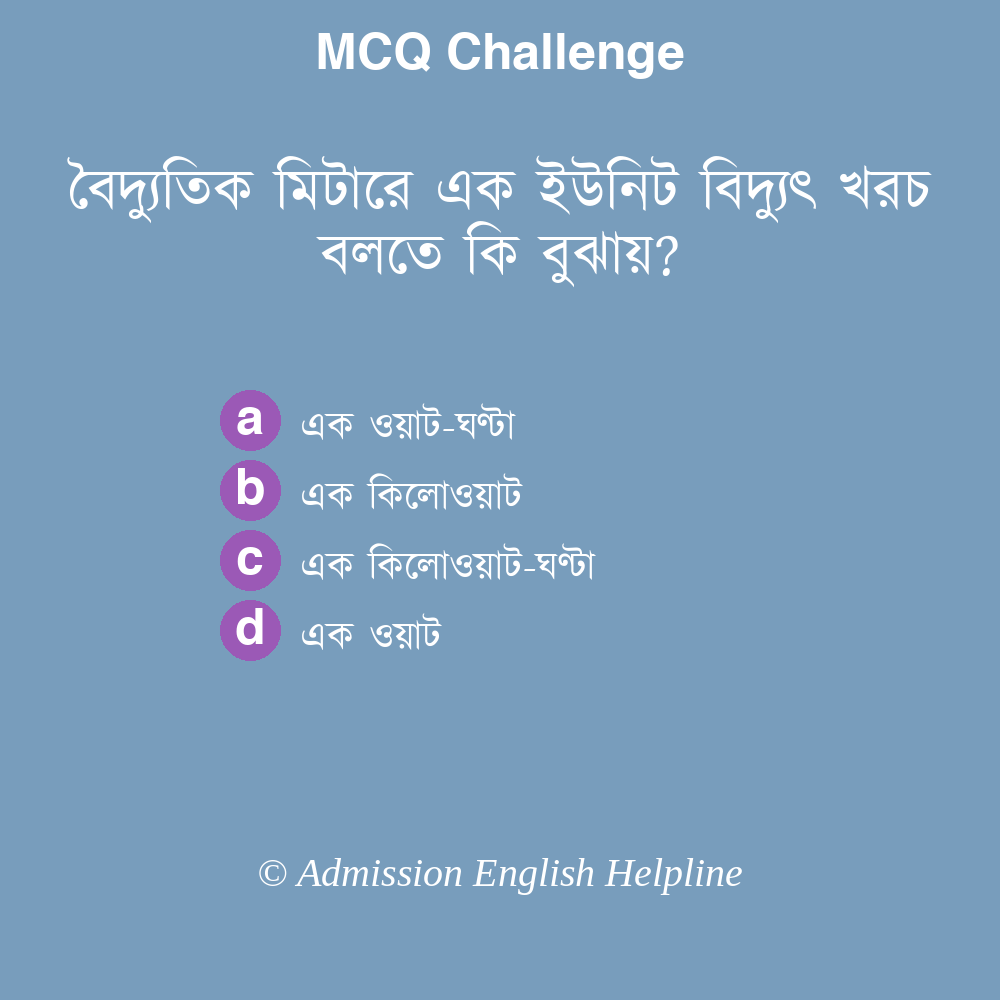 MCQ Challenge
বৈদ্যুতিক মিটারে এক ইউনিট বিদ্যুৎ খরচ
বলতে কি বুঝায়?
a এক ওয়াট-ঘণ্টা
b এক কিলোওয়াট
c এক কিলোওয়াট-ঘণ্টা
d এক ওয়াট
© Admission English Helpline